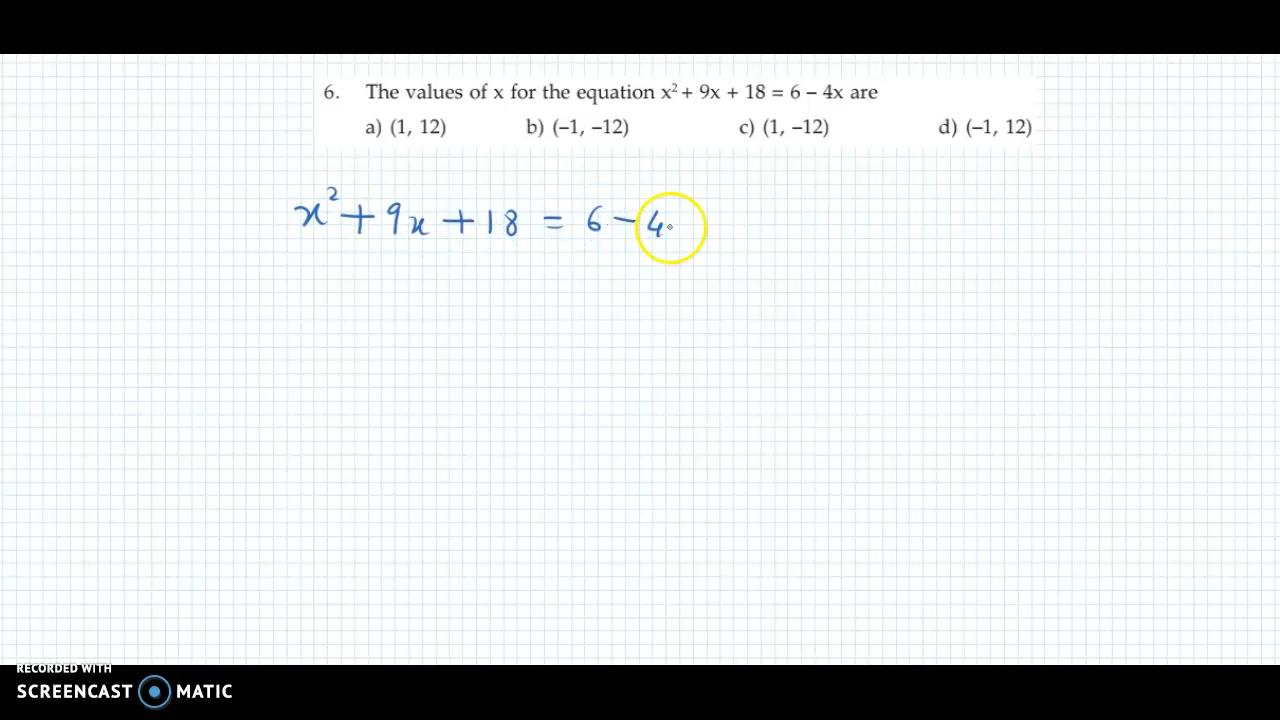 6. The values of x for the equation x² + 9x + 18 = 6 – 4x are
a) (1, 12) b) (–1, –12) c) (1, –12) d) (–1, 12)
x² + 9x + 18 = 6 – 4
RECORDED WITH
SCREENCAST MATIC